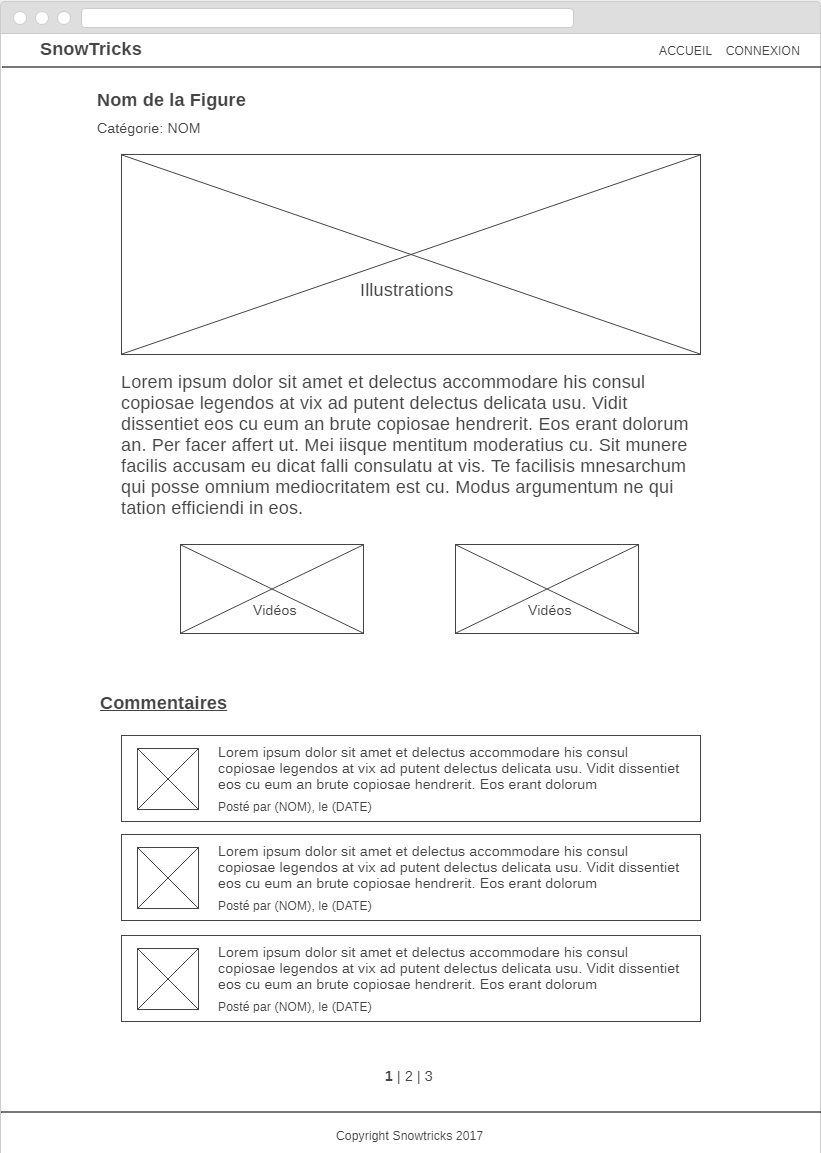 SnowTricks
ACCUEIL CONNEXION
Nom de la Figure
Catégorie: NOM
Illustrations
Lorem ipsum dolor sit amet et delectus accommodare his consul
copiosae legendos at vix ad putent delectus delicata usu. Vidit
dissentiet eos cu eum an brute copiosae hendrerit. Eos erant dolorum
an. Per facer affert ut. Mei iisque mentitum moderatius cu. Sit munere
facilis accusam eu dicat falli consulatu at vis. Te facilisis mnesarchum
qui posse omnium mediocritatem est cu. Modus argumentum ne qui
tation efficiendi in eos.
Vidéos
Vidéos
Commentaires
Lorem ipsum dolor sit amet et delectus accommodare his consul
copiosae legendos at vix ad putent delectus delicata usu. Vidit dissentiet
eos cu eum an brute copiosae hendrerit. Eos erant dolorum
Posté par (NOM), le (DATE)
Lorem ipsum dolor sit amet et delectus accommodare his consul
copiosae legendos at vix ad putent delectus delicata usu. Vidit dissentiet
eos cu eum an brute copiosae hendrerit. Eos erant dolorum
Posté par (NOM), le (DATE)
Lorem ipsum dolor sit amet et delectus accommodare his consul
copiosae legendos at vix ad putent delectus delicata usu. Vidit dissentiet
eos cu eum an brute copiosae hendrerit. Eos erant dolorum
Posté par (NOM), le (DATE)
1 | 2 | 3
Copyright Snowtricks 2017